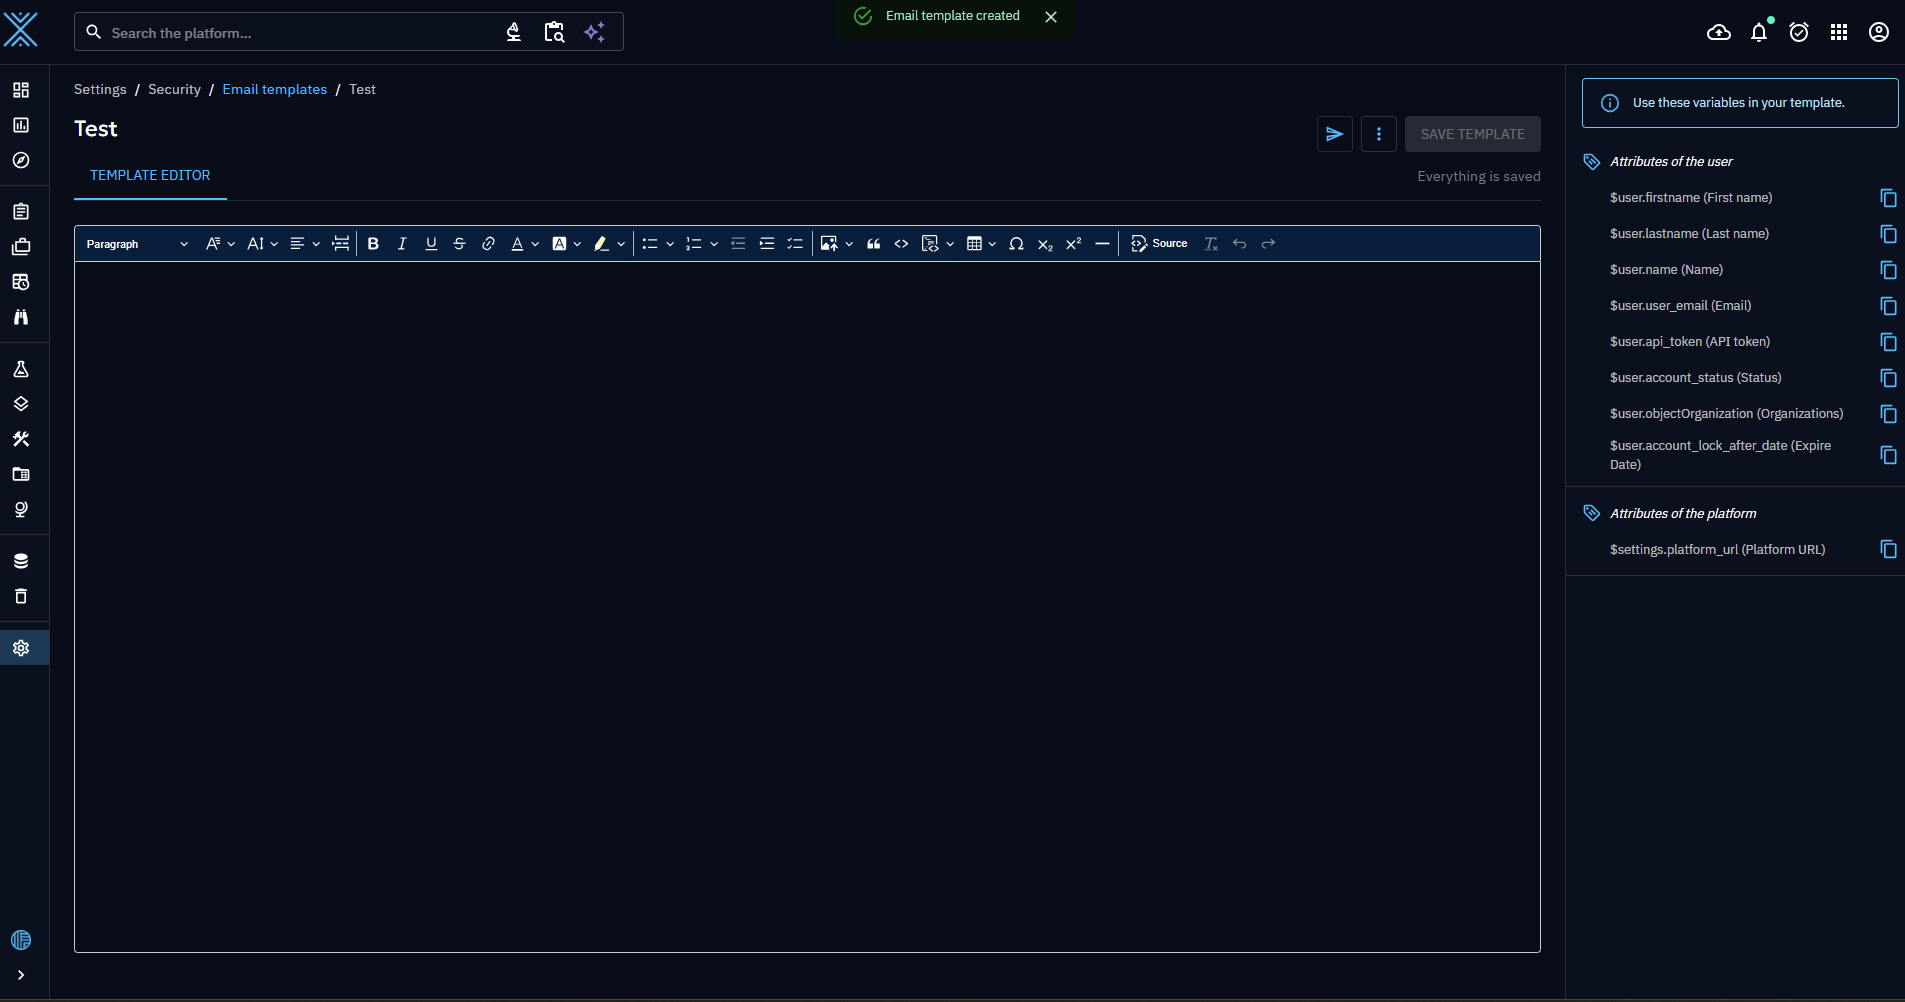 Search the platform...
Email template created
Settings / Security / Email templates / Test
Test
SAVE TEMPLATE
TEMPLATE EDITOR
Everything is saved
Paragraph
Source
Use these variables in your template.
Attributes of the user
$user.firstname (First name)
$user.lastname (Last name)
$user.name (Name)
$user.user_email (Email)
$user.api_token (API token)
$user.account_status (Status)
$user.objectOrganization (Organizations)
$user.account_lock_after_date (Expire
Date)
Attributes of the platform
$settings.platform_url (Platform URL)